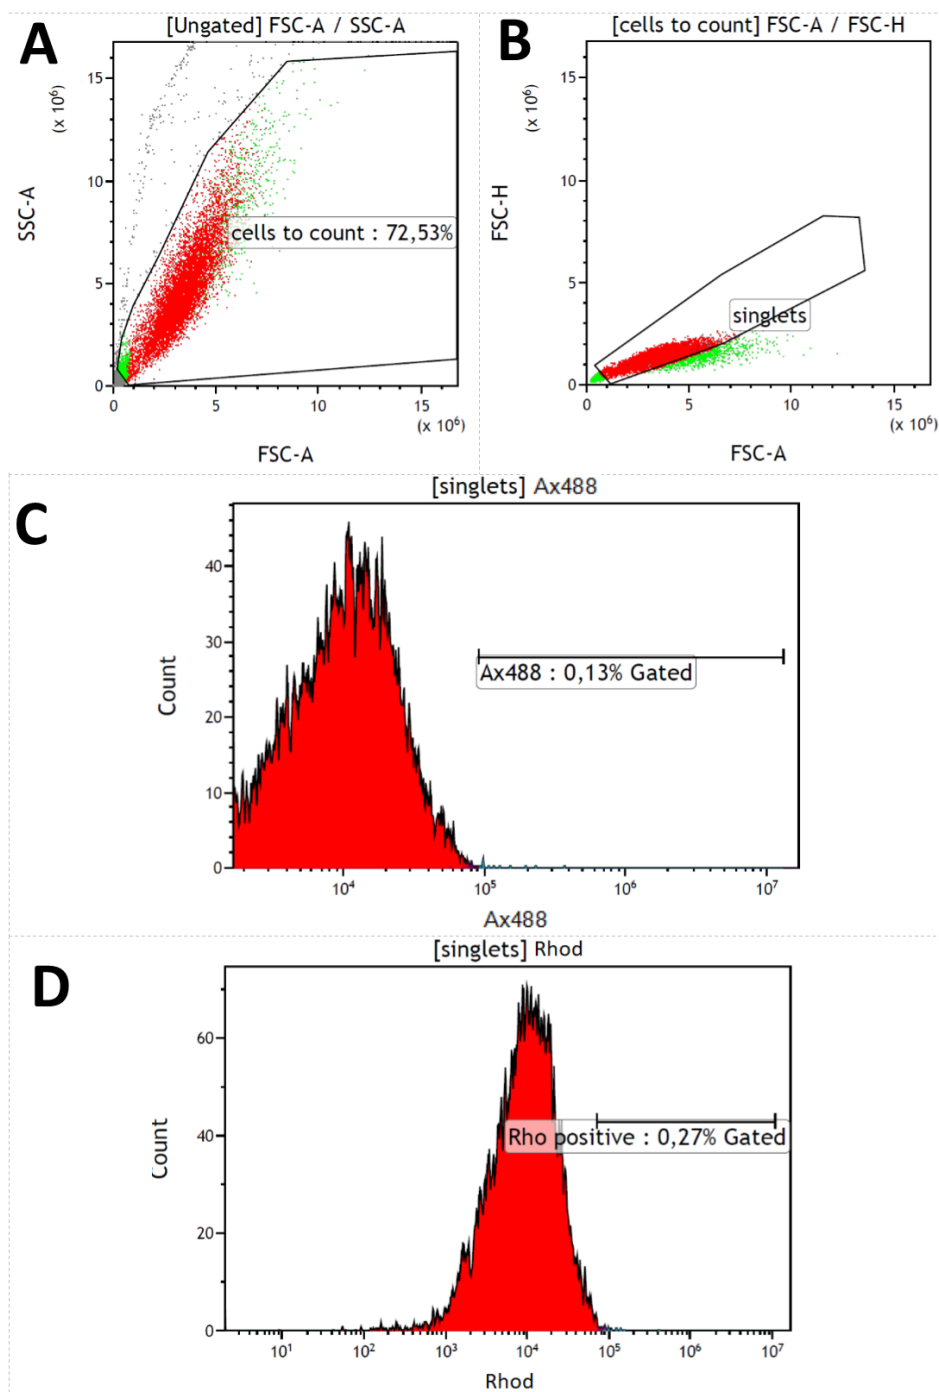 A
[Ungated] FSC-A / SSC-A
(x 10⁶)
SSC-A
15
10
5
0
cells to count : 72,53%
0 5 10 15
(x 10⁶)
FSC-A
B
[cells to count] FSC-A / FSC-H
(x 10⁶)
FSC-H
15
10
5
0
singlets
0 5 10 15
(x 10⁶)
FSC-A
C
[singlets] Ax488
Count
40
30
20
10
0
Ax488 : 0,13% Gated
10⁴ 10⁵ 10⁶ 10⁷
Ax488
D
[singlets] Rhod
Count
60
40
20
0
Rho positive : 0,27% Gated
10¹ 10² 10³ 10⁴ 10⁵ 10⁶ 10⁷
Rhod